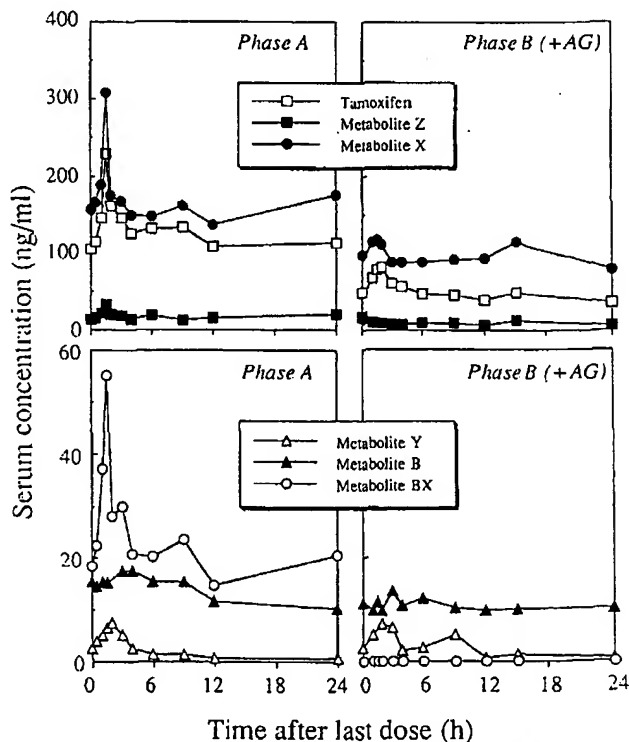 400
300
200
100
0
Phase A
Phase B (+AG)
Tamoxifen
Metabolite Z
Metabolite X
60
40
20
0
Phase A
Phase B (+AG)
Metabolite Y
Metabolite B
Metabolite BX
0 6 12 24 0 6 12 24
Serum concentration (ng/ml)
Time after last dose (h)